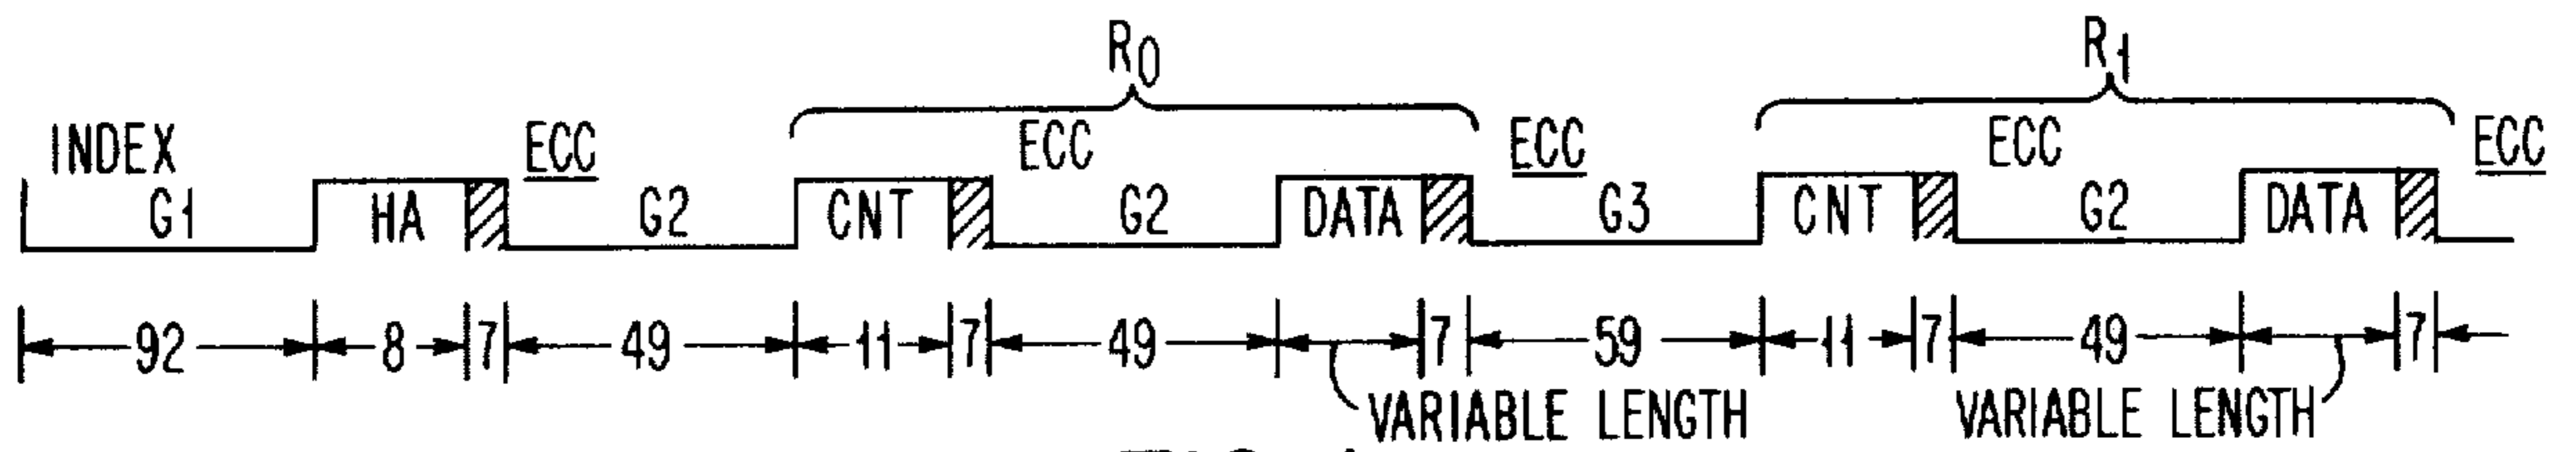 R0 R1
INDEX ECC ECC ECC ECC ECC
G1 HA G2 CNT G2 DATA G3 CNT G2 DATA
92 8 7 49 11 7 49 7 59 11 7 49 7
VARIABLE LENGTH VARIABLE LENGTH